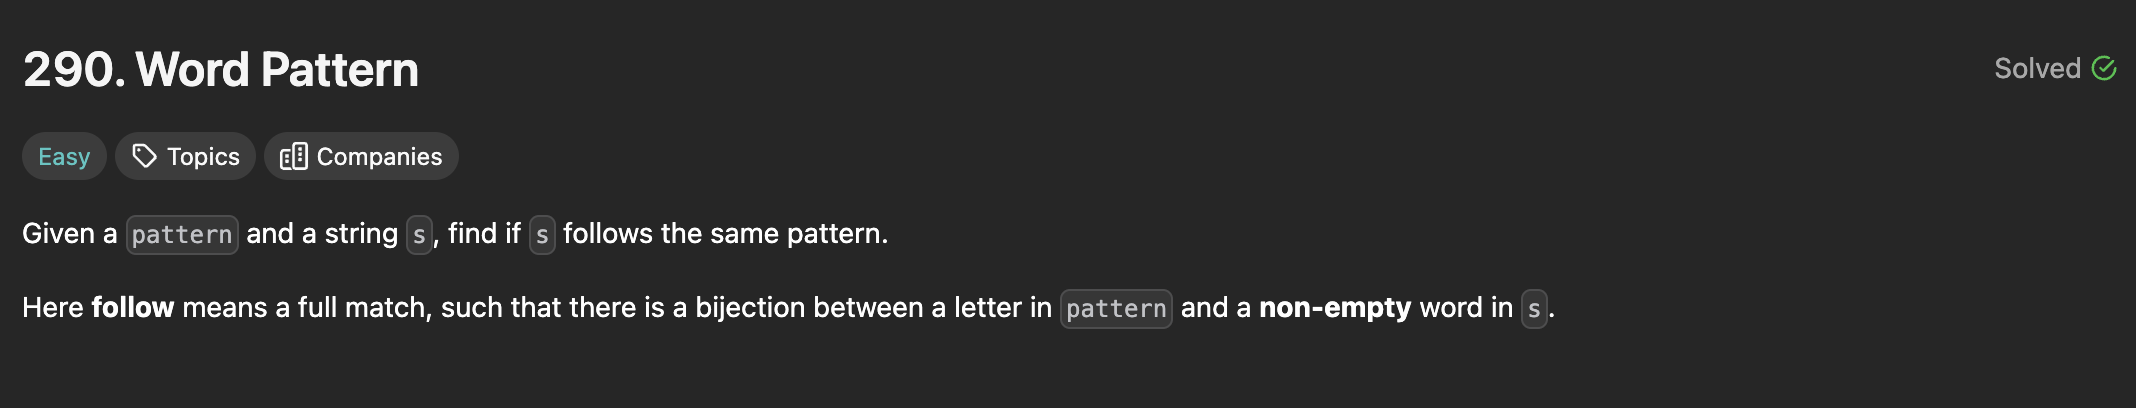 290. Word Pattern
Solved
Easy Topics Companies
Given a pattern and a string s, find if s follows the same pattern.
Here follow means a full match, such that there is a bijection between a letter in pattern and a non-empty word in s.